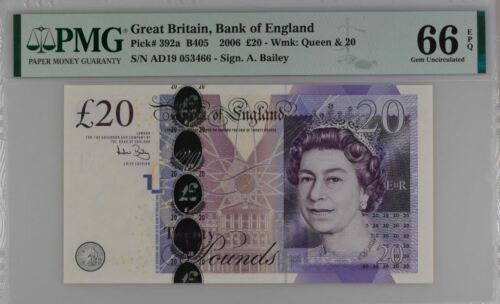 PMG
PAPER MONEY GUARANTY
Great Britain, Bank of England
Pick# 392a B405 2006 £20 - Wmk: Queen & 20
S/N AD19 053466 - Sign. A. Bailey
66 EPQ
Gem Uncirculated
£20
Bank of England
LONDON
FOR THE GOVERNOR AND COMPANY OF
THE BANK OF ENGLAND
CHIEF CASHIER
20
E R
Pounds
20